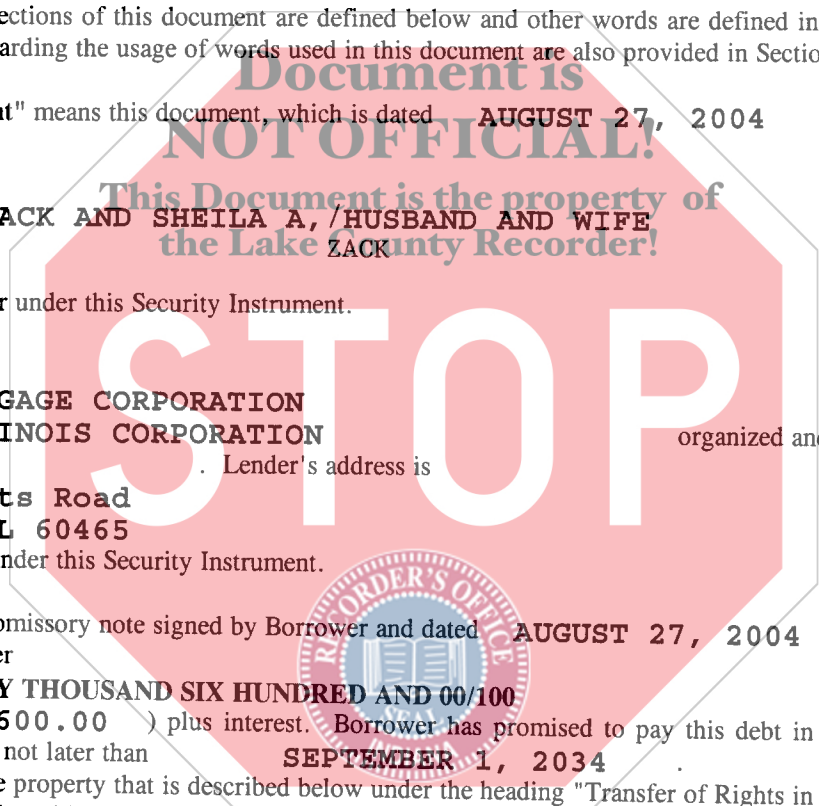 ections of this document are defined below and other words are defined in
arding the usage of words used in this document are also provided in Sectio
Document is
nt" means this document, which is dated AUGUST 27, 2004
NOT OFFICIAL!
This Document is the property of
ACK AND SHEILA A, /HUSBAND AND WIFE
the Lake County Recorder!
ZACK
r under this Security Instrument.
STOP
GAGE CORPORATION
INOIS CORPORATION organized and
. Lender's address is
ts Road
L 60465
nder this Security Instrument.
RECORDER'S OFFICE
omissory note signed by Borrower and dated AUGUST 27, 2004
er
Y THOUSAND SIX HUNDRED AND 00/100
600.00 ) plus interest. Borrower has promised to pay this debt in
SEAL
not later than SEPTEMBER 1, 2034 .
e property that is described below under the heading "Transfer of Rights in